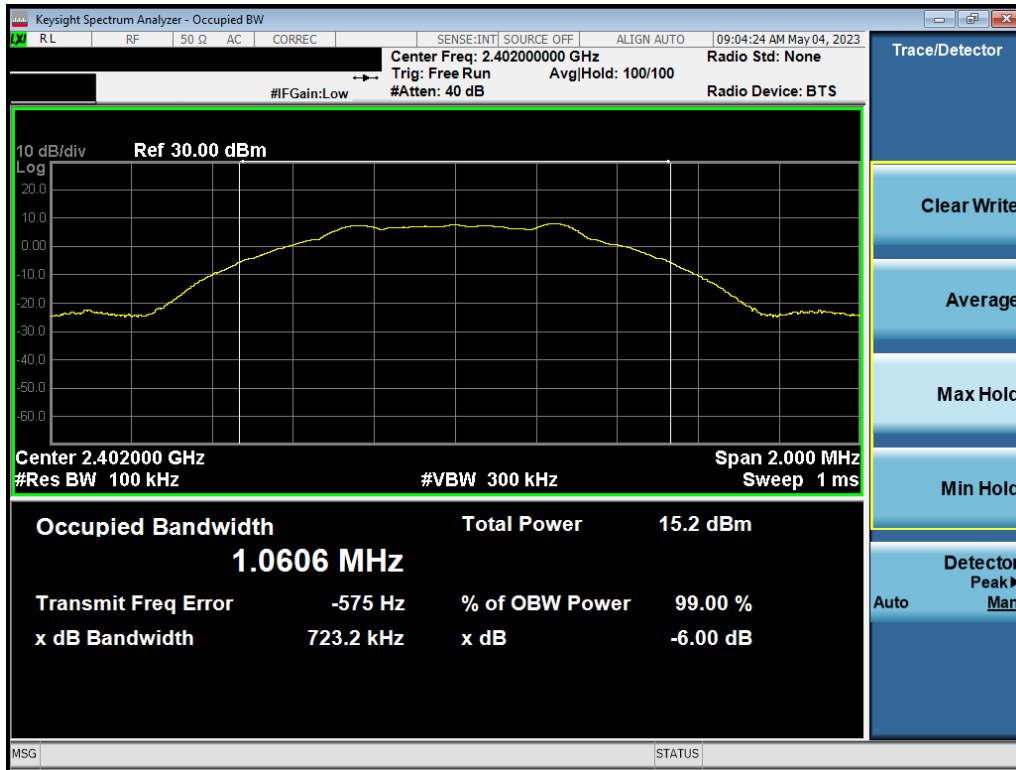 Keysight Spectrum Analyzer - Occupied BW
LXI RL RF 50 Ω AC CORREC SENSE:INT SOURCE OFF ALIGN AUTO 09:04:24 AM May 04, 2023
Center Freq: 2.402000000 GHz Radio Std: None
Trig: Free Run Avg|Hold: 100/100
#IFGain:Low #Atten: 40 dB Radio Device: BTS
Trace/Detector
10 dB/div Ref 30.00 dBm
Log
20.0
10.0
0.00
-10.0
-20.0
-30.0
-40.0
-50.0
-60.0
Center 2.402000 GHz Span 2.000 MHz
#Res BW 100 kHz #VBW 300 kHz Sweep 1 ms
Occupied Bandwidth Total Power 15.2 dBm
1.0606 MHz
Transmit Freq Error -575 Hz % of OBW Power 99.00 %
x dB Bandwidth 723.2 kHz x dB -6.00 dB
Clear Write
Average
Max Hold
Min Hold
Detector
Peak
Auto Man
MSG STATUS